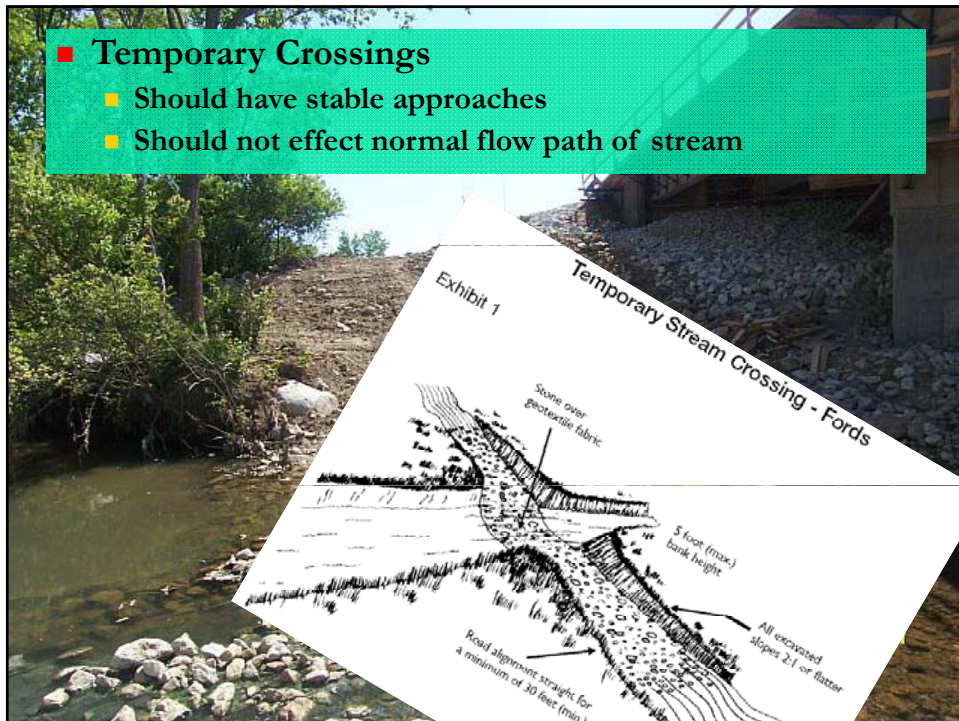 Temporary Crossings
Should have stable approaches
Should not effect normal flow path of stream
Exhibit 1
Temporary Stream Crossing - Fords
Stone over
geotextile fabric
5 foot (max.)
bank height
All excavated
slopes 2:1 or flatter
Road alignment straight for
a minimum of 30 feet (min.)